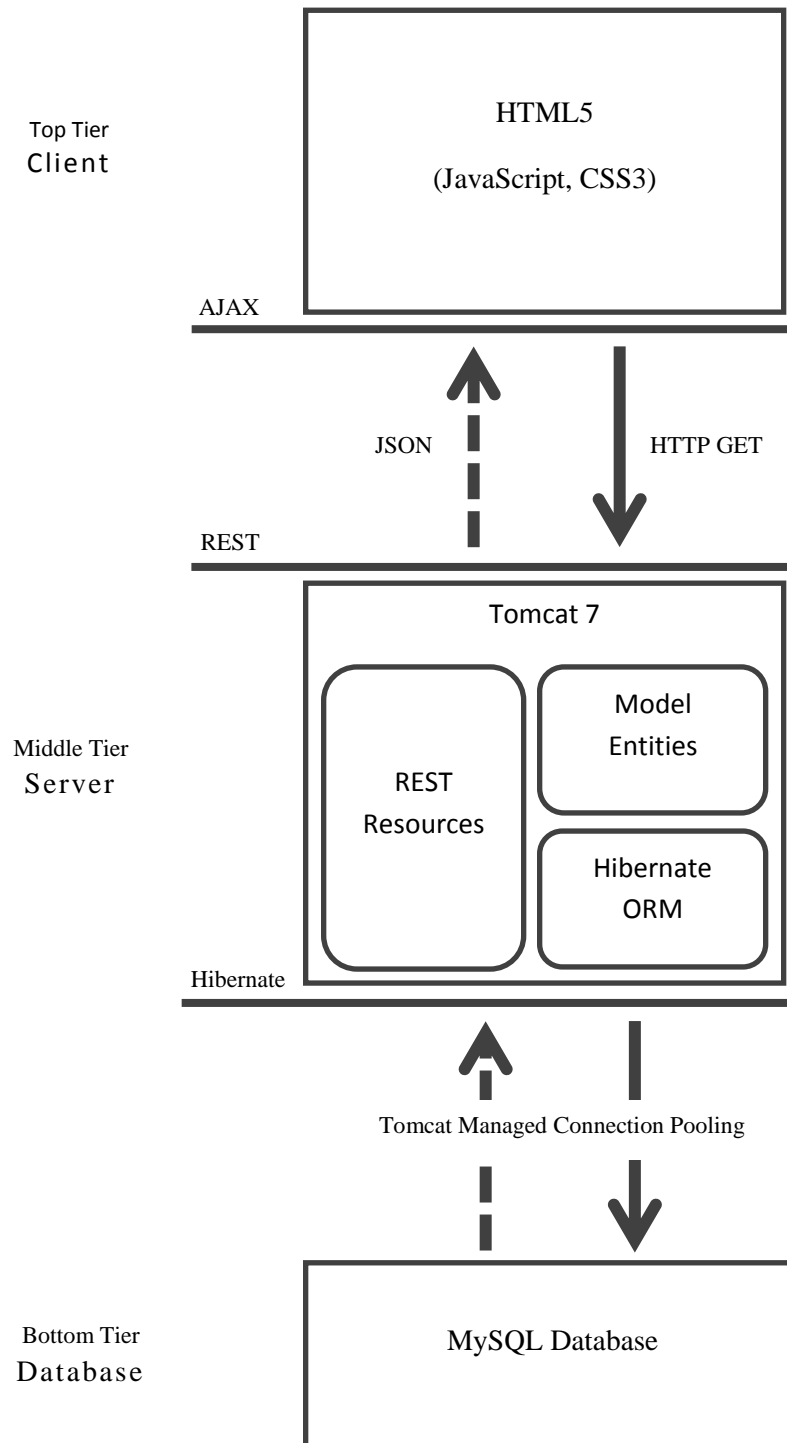 HTML5
(JavaScript, CSS3)
Top Tier
Client
AJAX
JSON
HTTP GET
REST
Tomcat 7
REST
Resources
Model
Entities
Hibernate
ORM
Middle Tier
Server
Hibernate
Tomcat Managed Connection Pooling
MySQL Database
Bottom Tier
Database